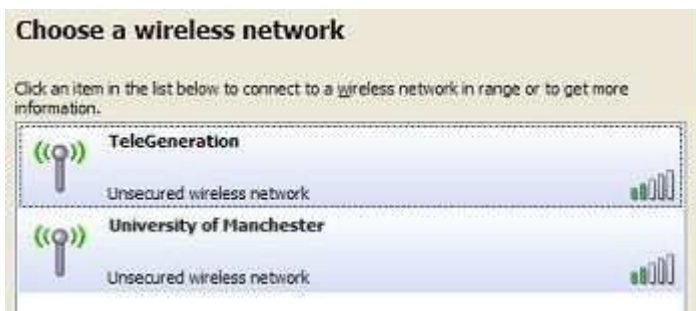 Choose a wireless network
Click an item in the list below to connect to a wireless network in range or to get more
information.
TeleGeneration
Unsecured wireless network
University of Manchester
Unsecured wireless network